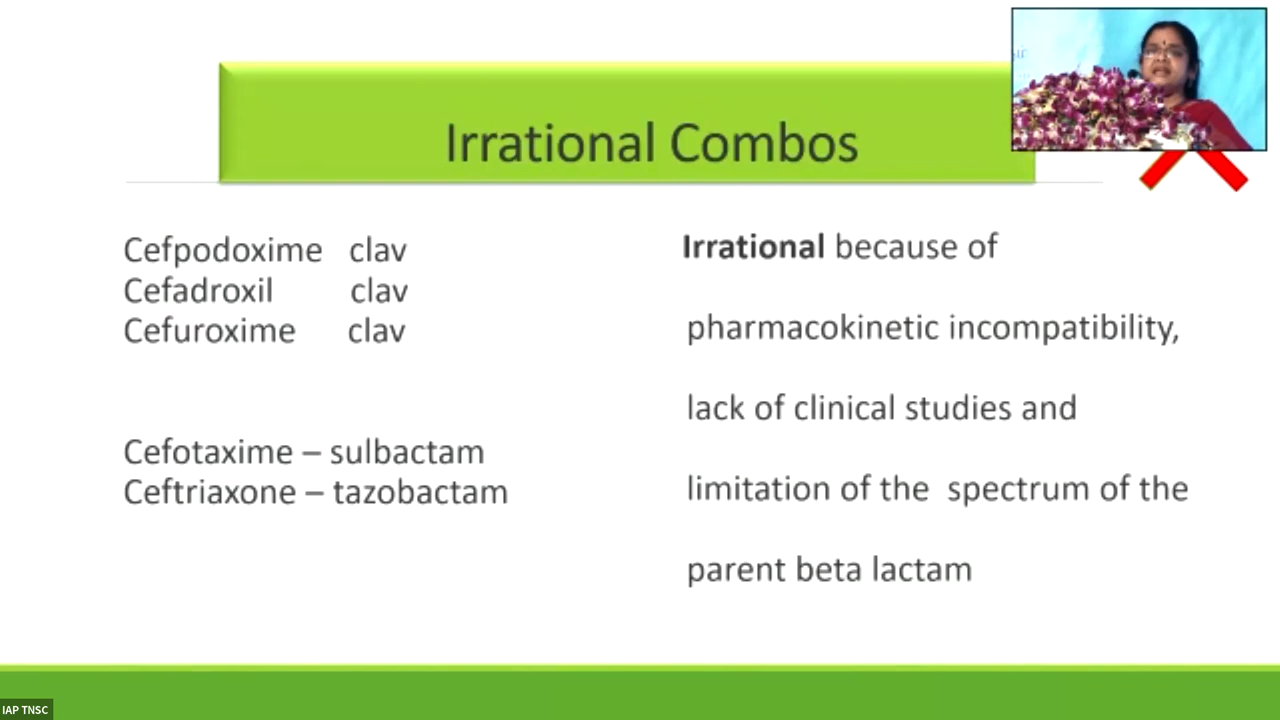 Irrational Combos
Cefpodoxime clav
Cefadroxil clav
Cefuroxime clav
Cefotaxime – sulbactam
Ceftriaxone – tazobactam
Irrational because of
pharmacokinetic incompatibility,
lack of clinical studies and
limitation of the spectrum of the
parent beta lactam
IAP TNSC